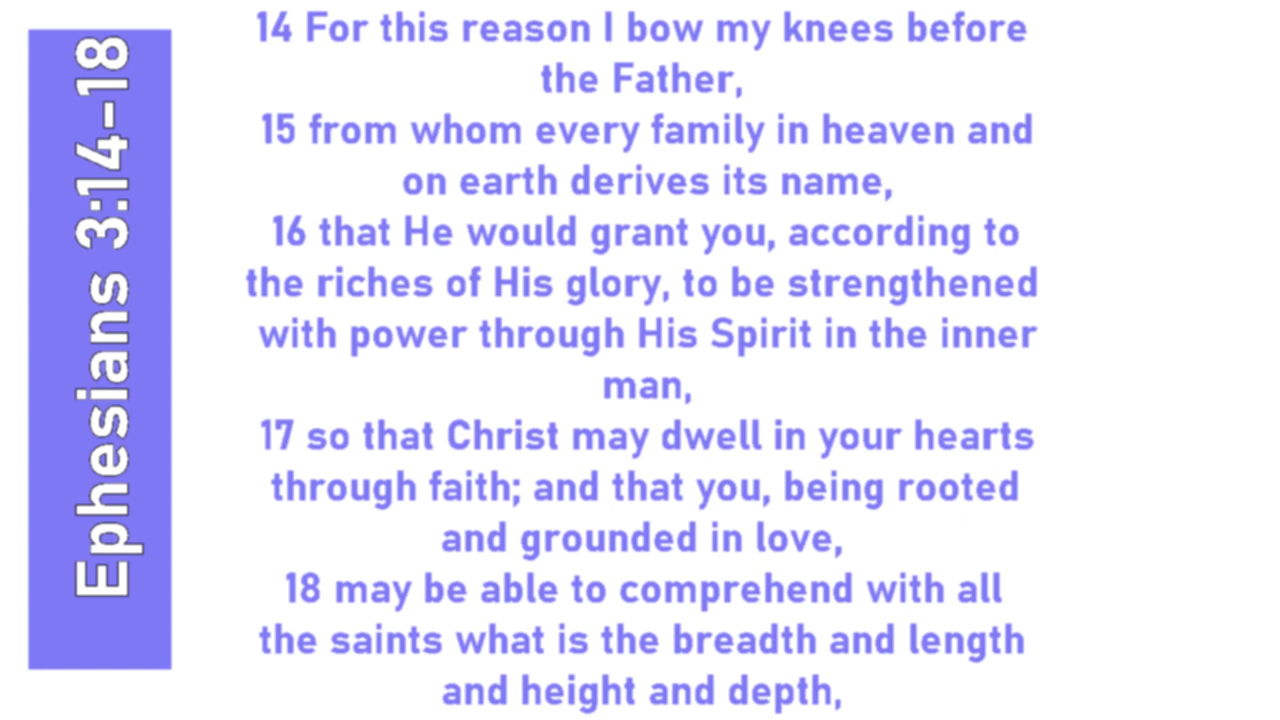 Ephesians 3:14-18
14 For this reason I bow my knees before
the Father,
15 from whom every family in heaven and
on earth derives its name,
16 that He would grant you, according to
the riches of His glory, to be strengthened
with power through His Spirit in the inner
man,
17 so that Christ may dwell in your hearts
through faith; and that you, being rooted
and grounded in love,
18 may be able to comprehend with all
the saints what is the breadth and length
and height and depth,